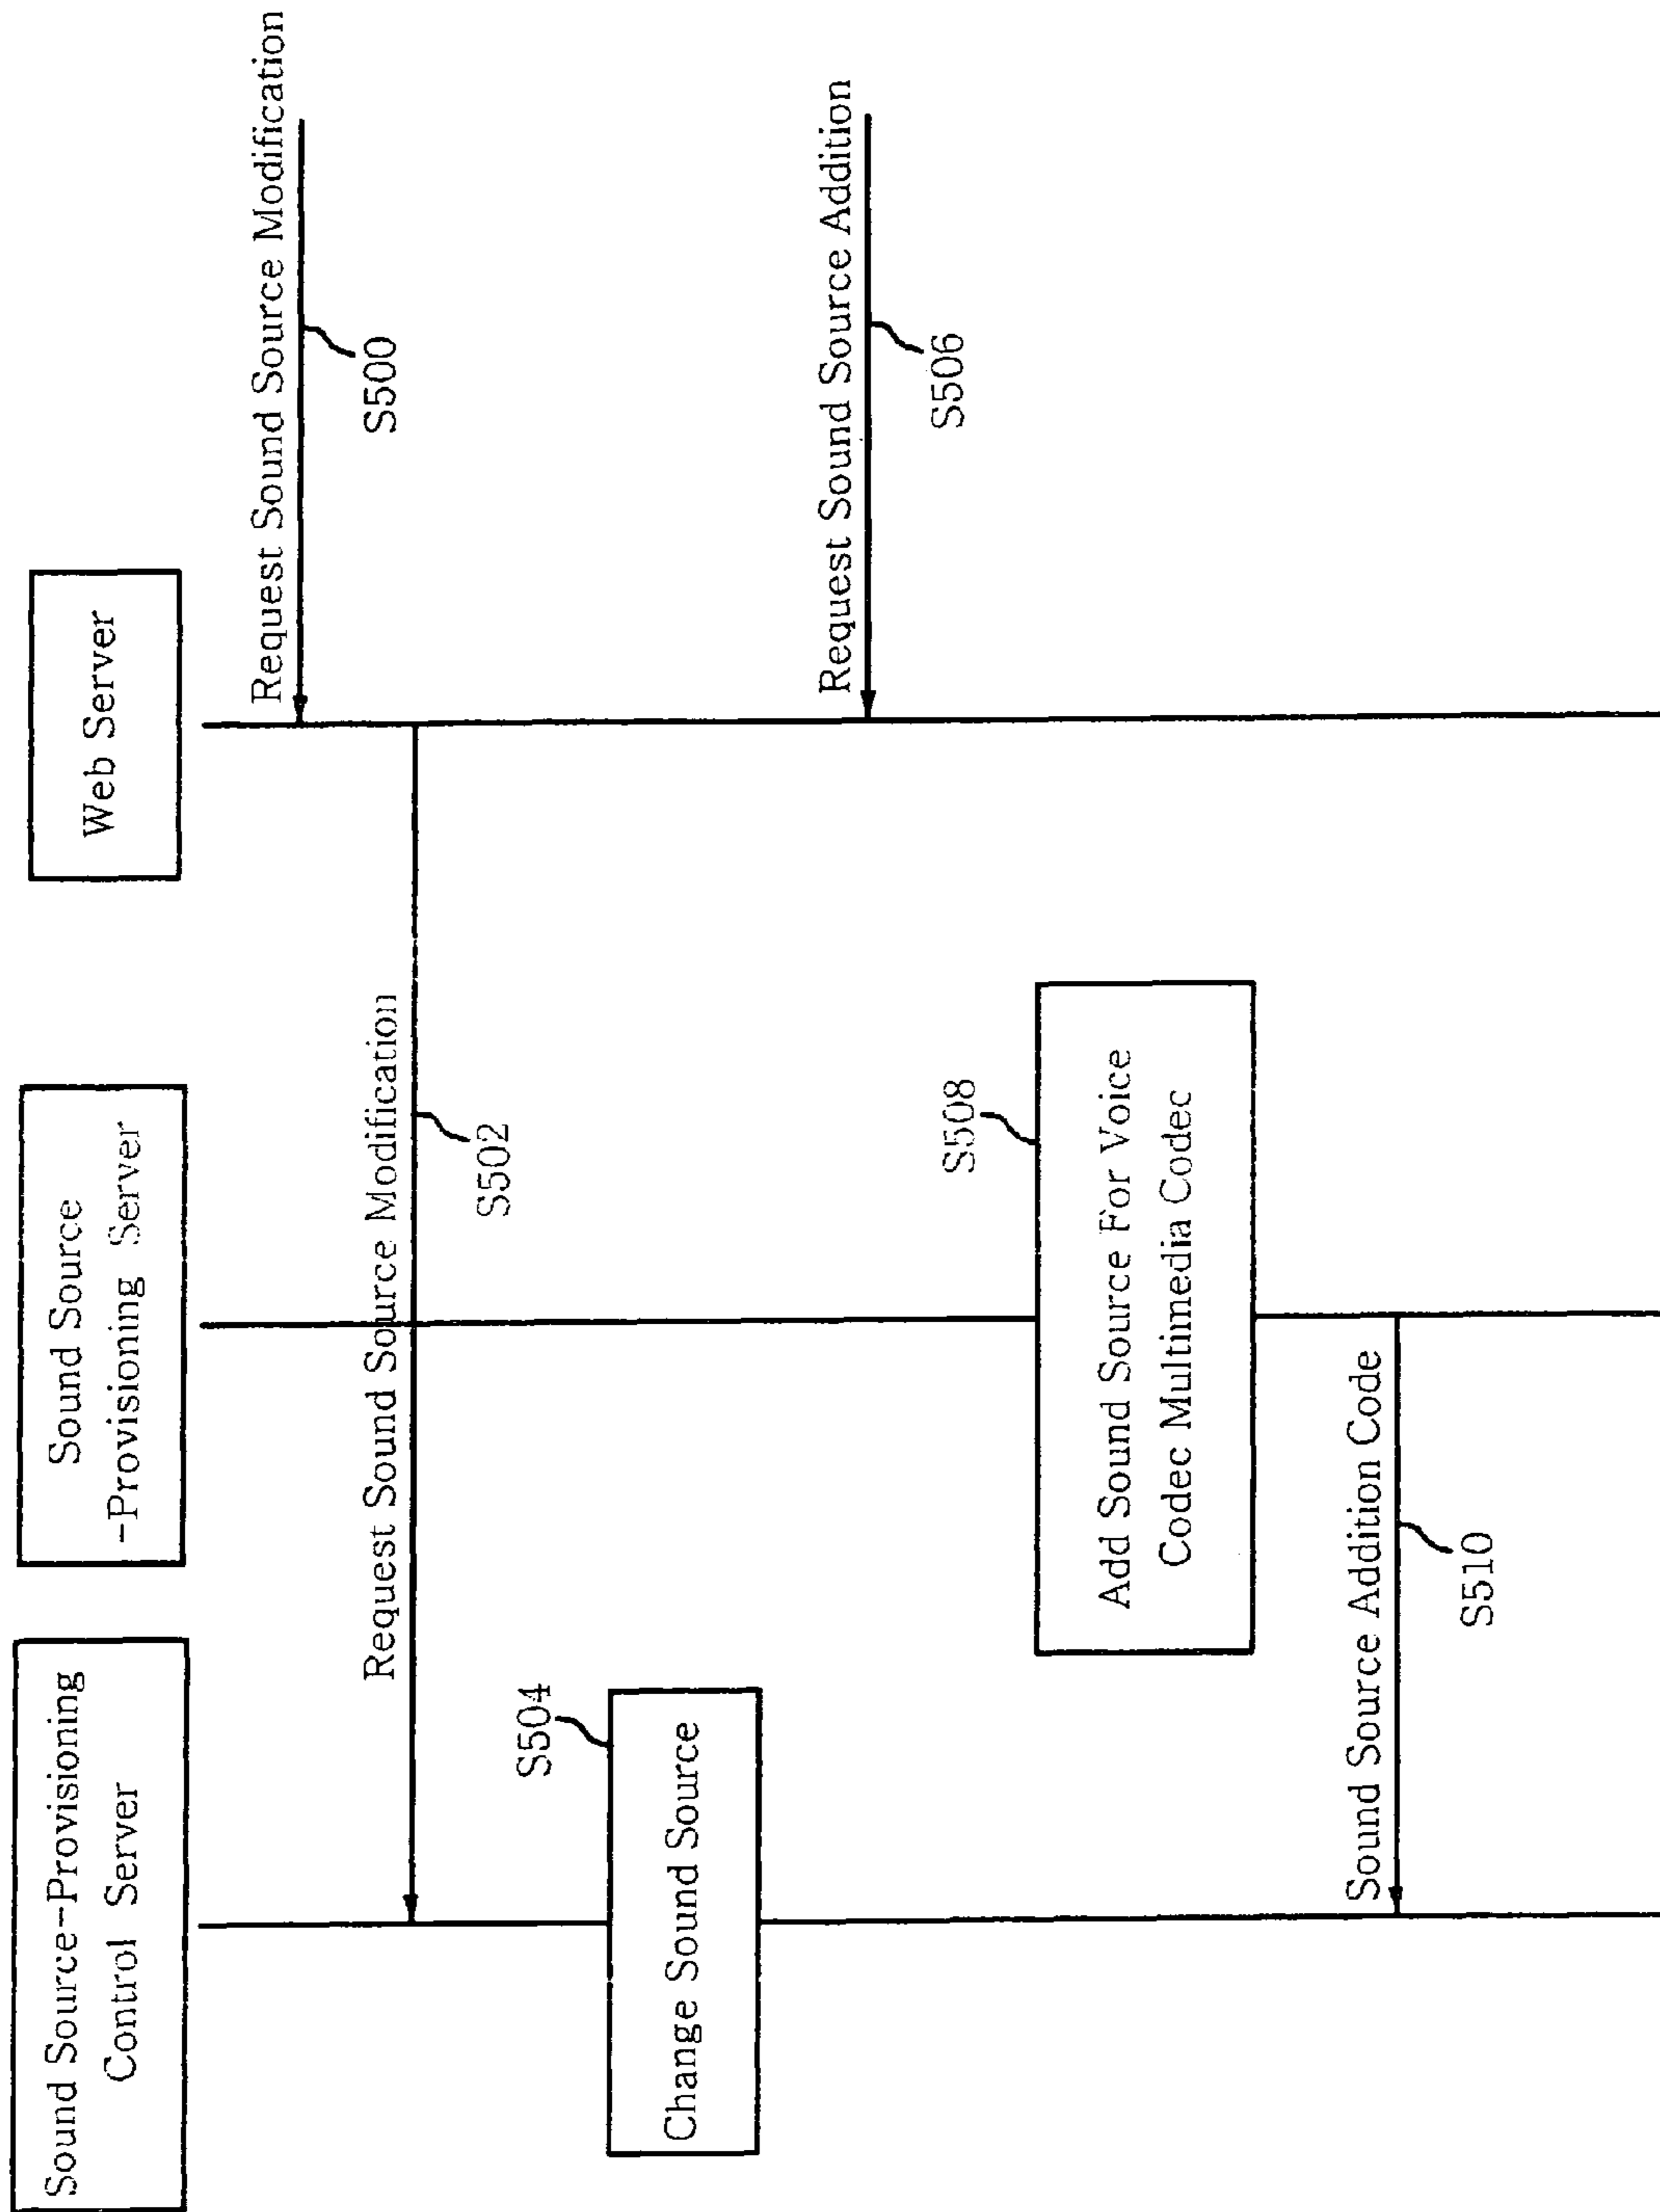 Sound Source-Provisioning
Control Server
Sound Source
-Provisioning Server
Web Server
Request Sound Source Modification
S500
Request Sound Source Modification
S502
S504
Change Sound Source
Request Sound Source Addition
S506
S508
Add Sound Source For Voice
Codec Multimedia Codec
Sound Source Addition Code
S510